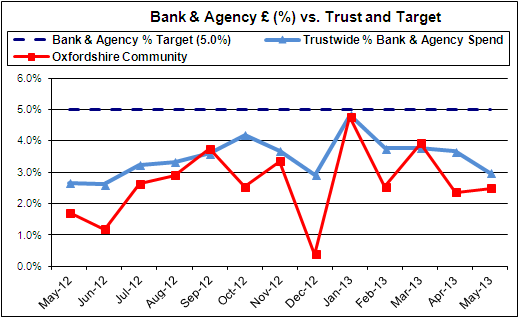 Bank & Agency £ (%) vs. Trust and Target
Bank & Agency % Target (5.0%) Trustwide % Bank & Agency Spend
Oxfordshire Community
6.0%
5.0%
4.0%
3.0%
2.0%
1.0%
0.0%
May-12 Jun-12 Jul-12 Aug-12 Sep-12 Oct-12 Nov-12 Dec-12 Jan-13 Feb-13 Mar-13 Apr-13 May-13